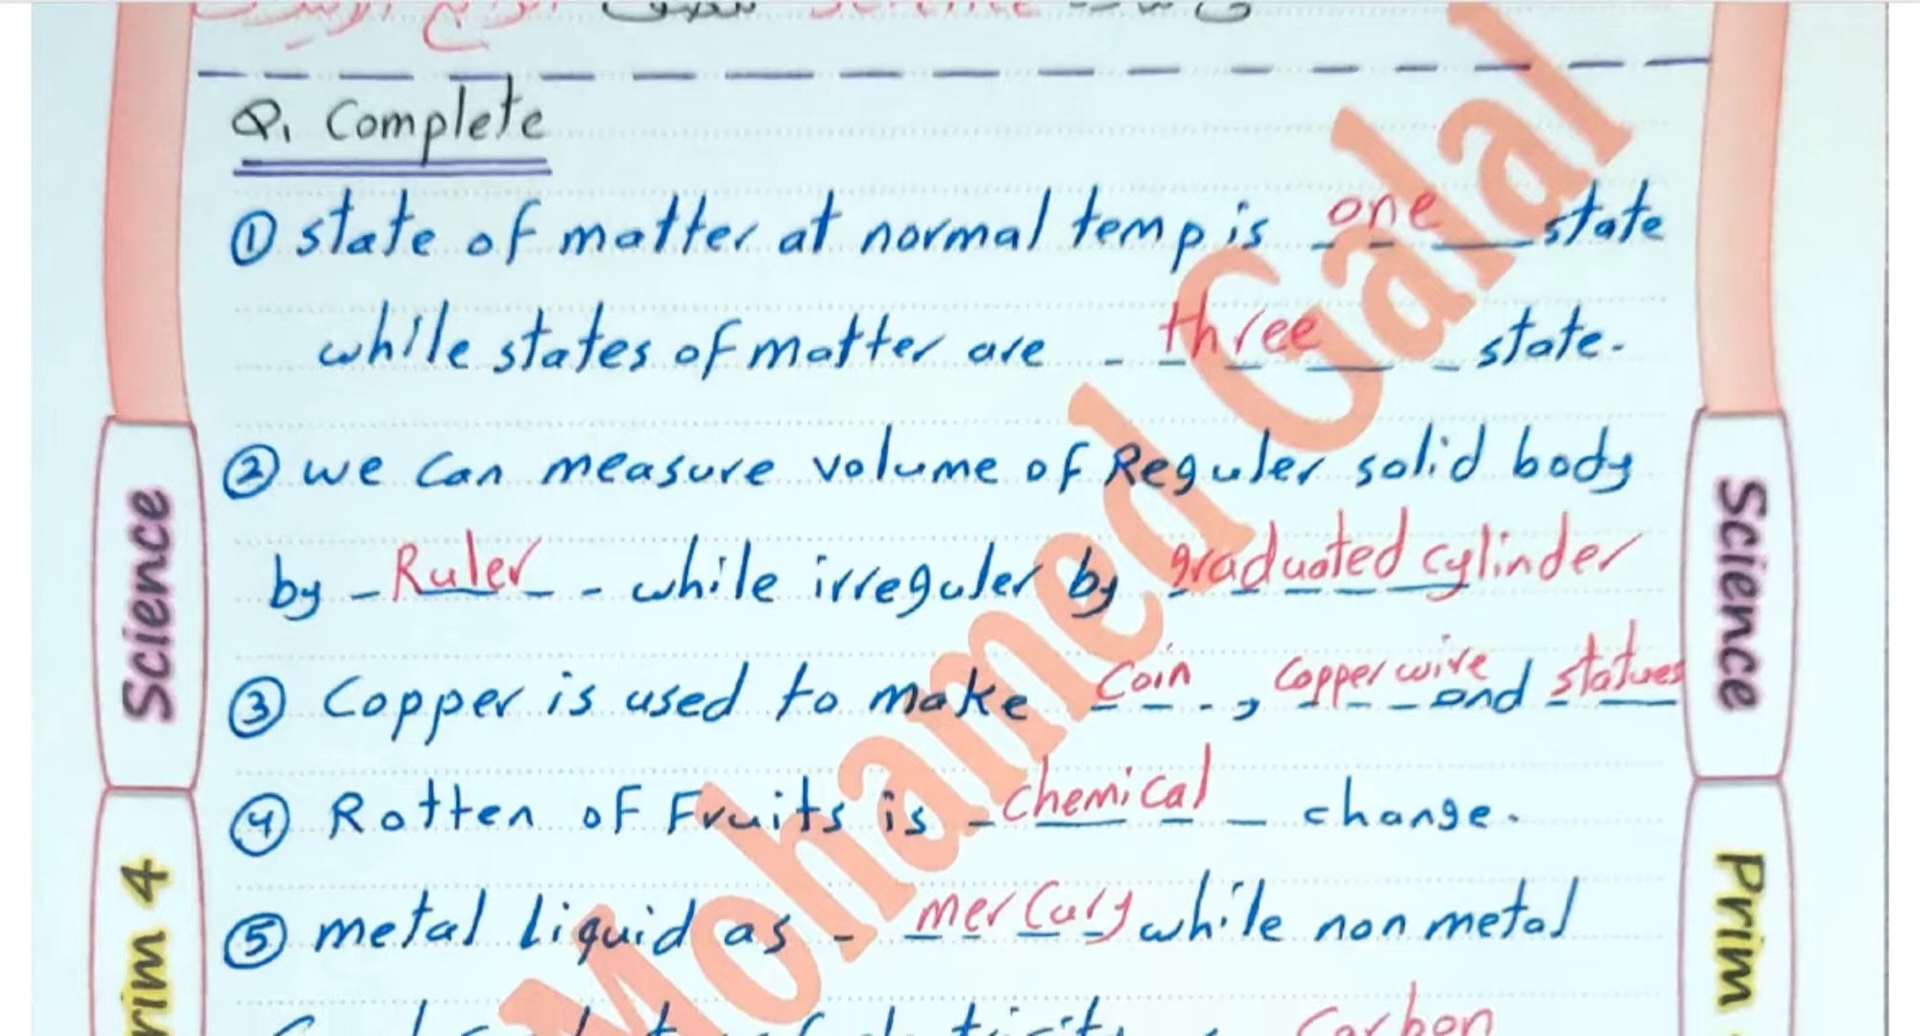 Science
Q1 Complete
① state of matter at normal temp is one state
while states of matter are three state.
② we can measure volume of Reguler solid body
by Ruler while irreguler by graduated cylinder
③ Copper is used to make Coin, Copper wire and statues
④ Rotten of Fruits is chemical change.
⑤ metal liquid as mercury while non metal
Carbon
Science
rim 4
Science
Prim
Mohamed Galal